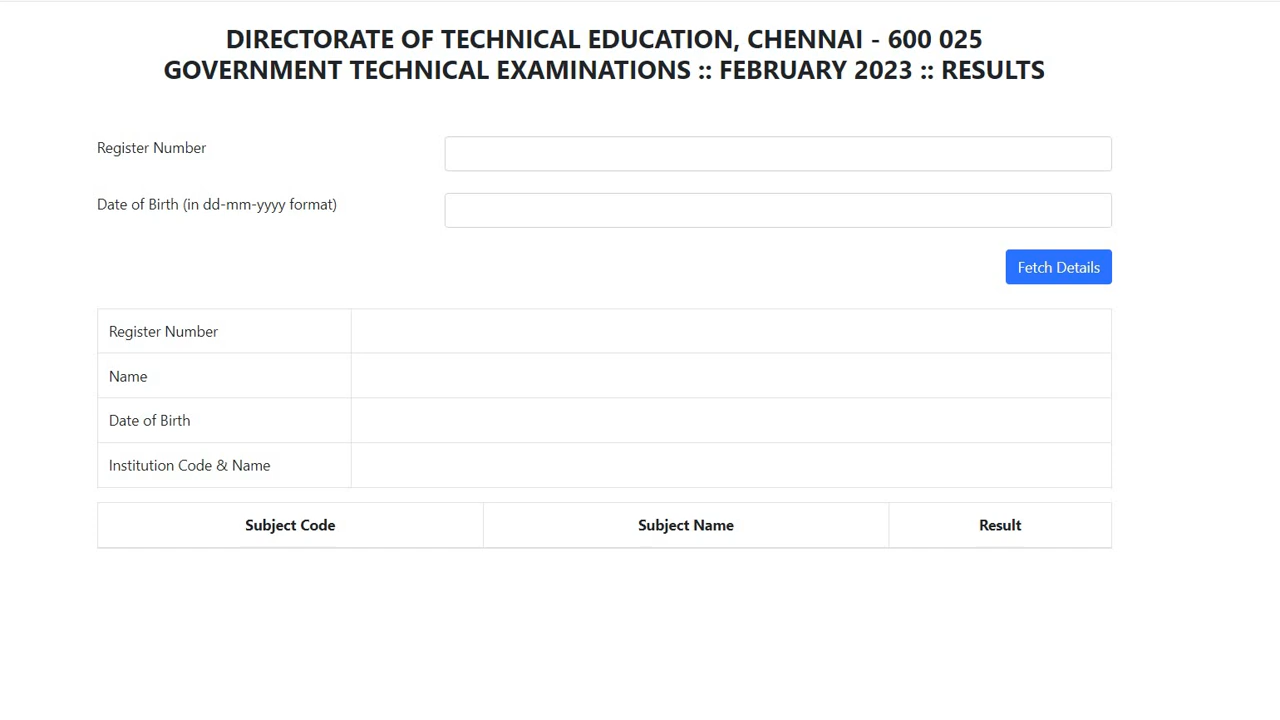 DIRECTORATE OF TECHNICAL EDUCATION, CHENNAI - 600 025
GOVERNMENT TECHNICAL EXAMINATIONS :: FEBRUARY 2023 :: RESULTS
Register Number
Date of Birth (in dd-mm-yyyy format)
Fetch Details
Register Number
Name
Date of Birth
Institution Code & Name
Subject Code Subject Name Result